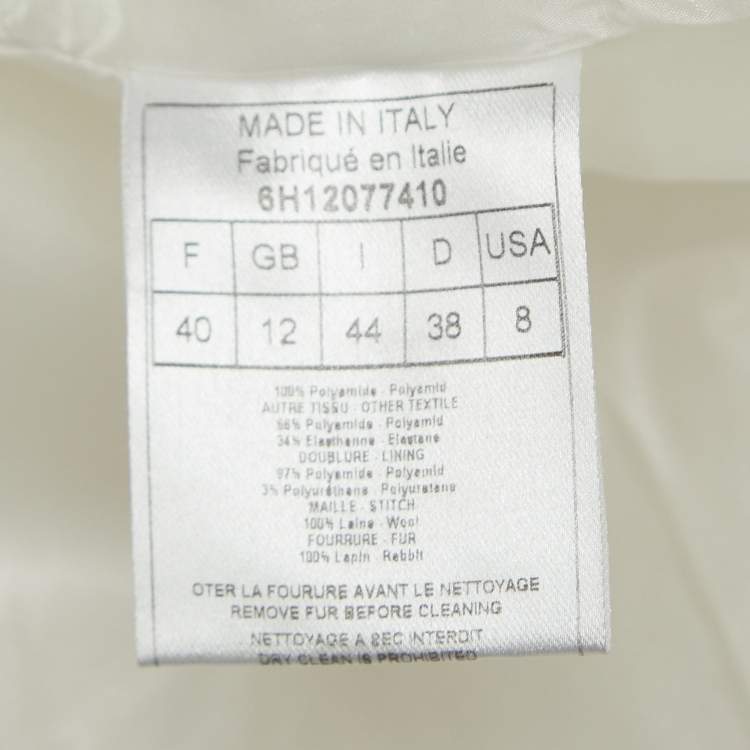 MADE IN ITALY
Fabriqué en Italie
6H12077410
F GB I D USA
40 12 44 38 8
100% Polyamide - Polyamid
AUTRE TISSU - OTHER TEXTILE
66% Polyamide - Polyamid
34% Elasthanne - Elastane
DOUBLURE - LINING
97% Polyamide - Polyamid
3% Polyuréthane - Polyuretane
MAILLE - STITCH
100% Laine - Wool
FOURRURE - FUR
100% Lapin - Rabbit
OTER LA FOURURE AVANT LE NETTOYAGE
REMOVE FUR BEFORE CLEANING
NETTOYAGE A SEC INTERDIT
DRY CLEAN IS PROHIBITED